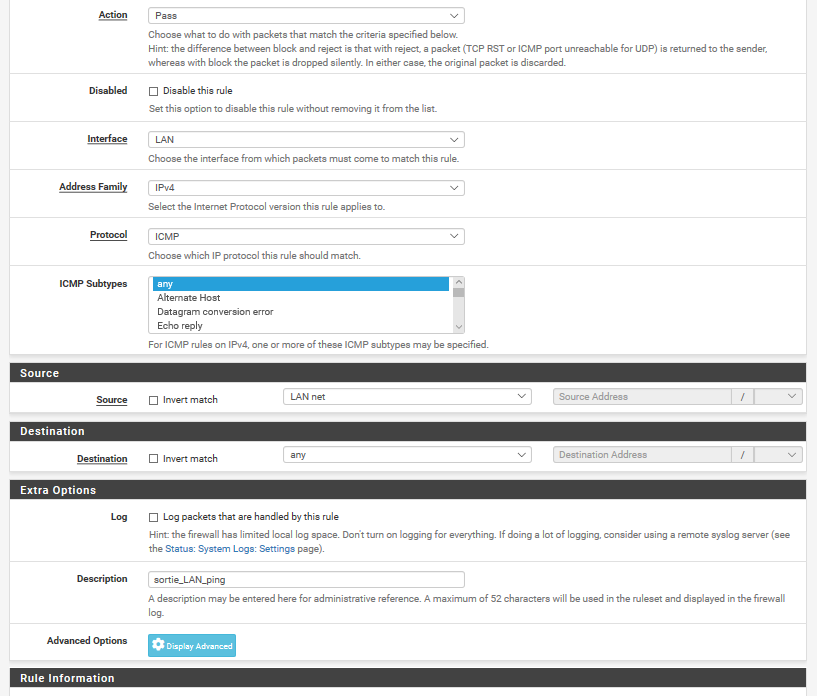 Action
Pass
Choose what to do with packets that match the criteria specified below.
Hint: the difference between block and reject is that with reject, a packet (TCP RST or ICMP port unreachable for UDP) is returned to the sender,
whereas with block the packet is dropped silently. In either case, the original packet is discarded.
Disabled
Disable this rule
Set this option to disable this rule without removing it from the list.
Interface
LAN
Choose the interface from which packets must come to match this rule.
Address Family
IPv4
Select the Internet Protocol version this rule applies to.
Protocol
ICMP
Choose which IP protocol this rule should match.
ICMP Subtypes
any
Alternate Host
Datagram conversion error
Echo reply
For ICMP rules on IPv4, one or more of these ICMP subtypes may be specified.
Source
Source
Invert match
LAN net
Source Address
/
Destination
Destination
Invert match
any
Destination Address
/
Extra Options
Log
Log packets that are handled by this rule
Hint: the firewall has limited local log space. Don't turn on logging for everything. If doing a lot of logging, consider using a remote syslog server (see
the Status: System Logs: Settings page).
Description
sortie_LAN_ping
A description may be entered here for administrative reference. A maximum of 52 characters will be used in the ruleset and displayed in the firewall
log.
Advanced Options
Display Advanced
Rule Information